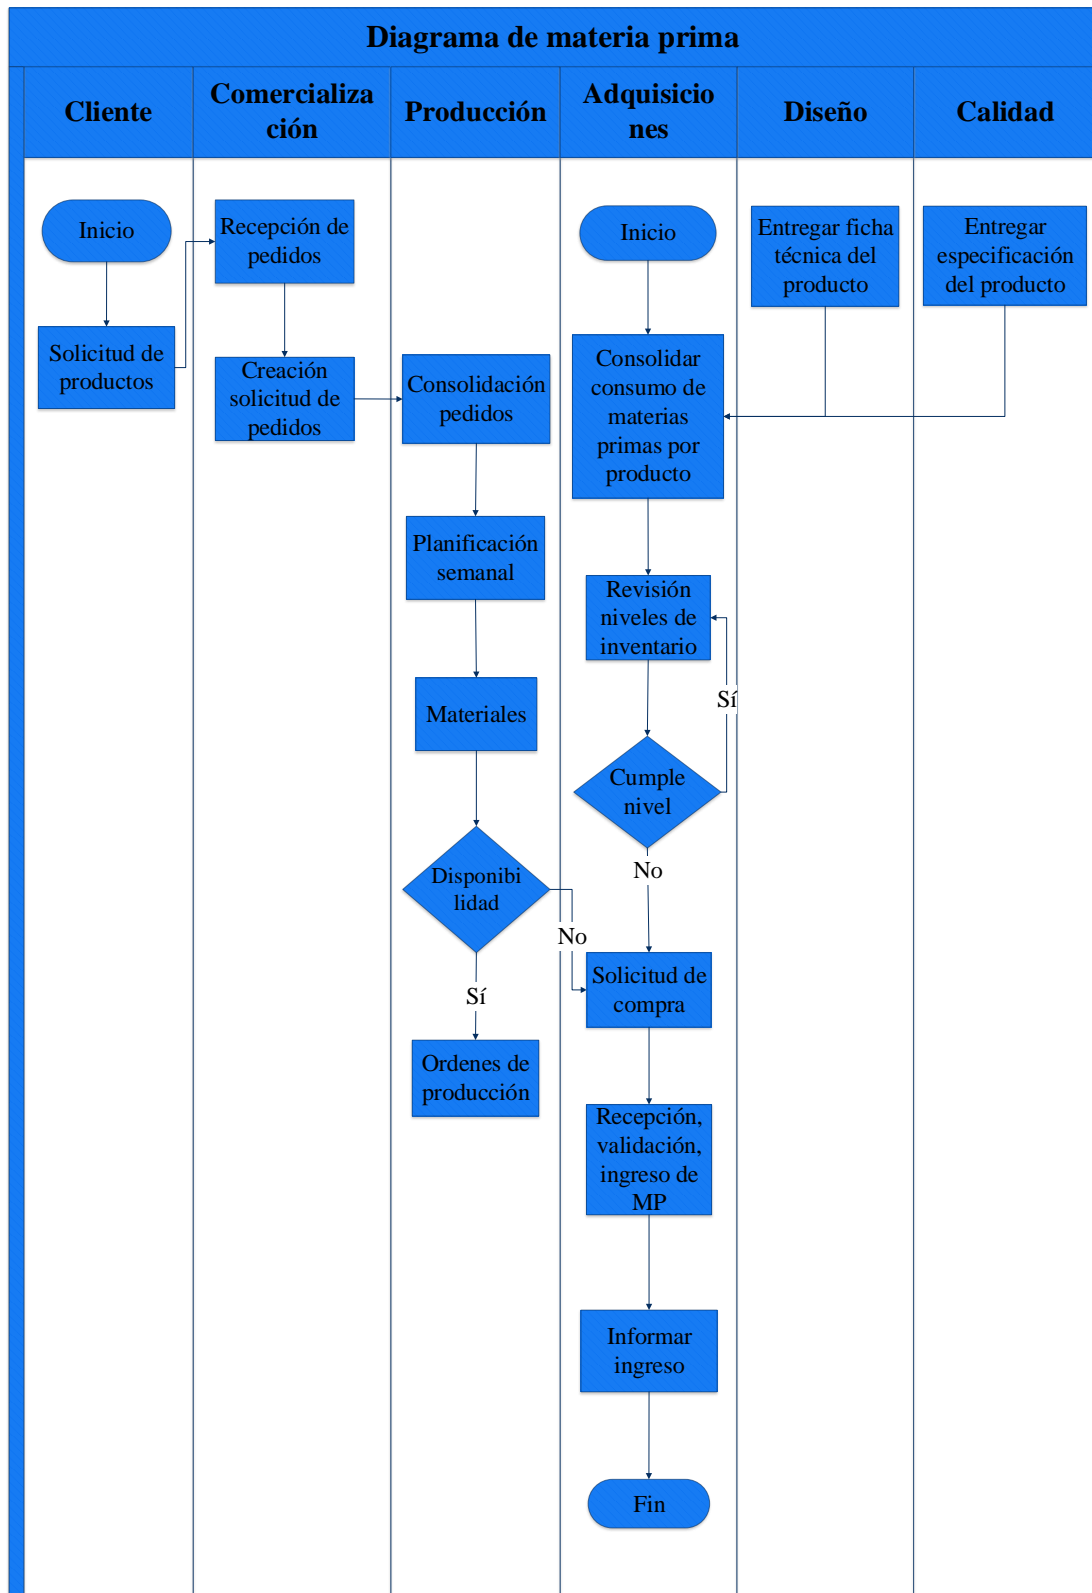 Diagrama de materia prima
Cliente
Comercializa
ción
Producción
Adquisicio
nes
Diseño
Calidad
Inicio
Solicitud de
productos
Recepción de
pedidos
Creación
solicitud de
pedidos
Consolidación
pedidos
Planificación
semanal
Materiales
Disponibi
lidad
No
Sí
Ordenes de
producción
Inicio
Consolidar
consumo de
materias
primas por
producto
Revisión
niveles de
inventario
Sí
Cumple
nivel
No
Solicitud de
compra
Recepción,
validación,
ingreso de
MP
Informar
ingreso
Fin
Entregar ficha
técnica del
producto
Entregar
especificación
del producto